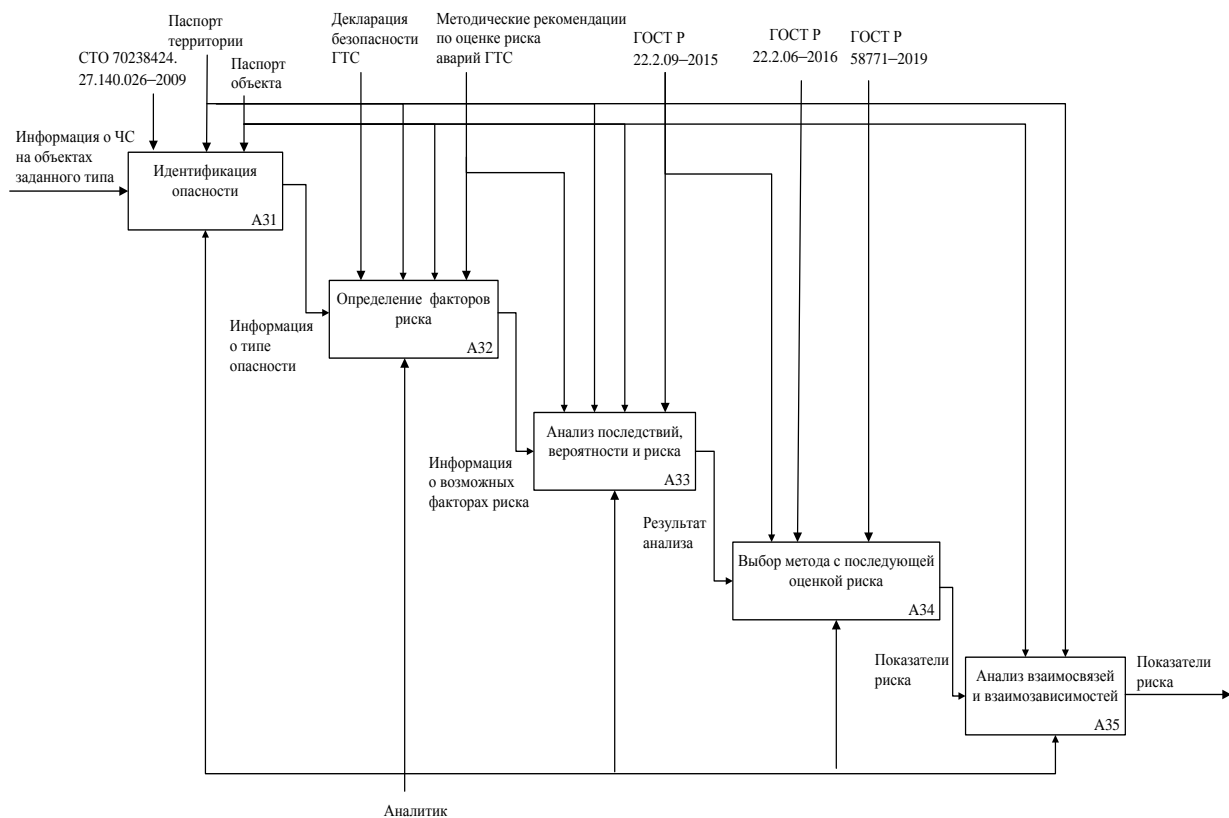 Паспорт
территории
СТО 70238424.
27.140.026–2009
Паспорт
объекта
Декларация
безопасности
ГТС
Методические рекомендации
по оценке риска
аварий ГТС
ГОСТ Р
22.2.09–2015
ГОСТ Р
22.2.06–2016
ГОСТ Р
58771–2019
Информация о ЧС
на объектах
заданного типа
Идентификация
опасности
А31
Информация
о типе
опасности
Определение факторов
риска
А32
Информация
о возможных
факторах риска
Анализ последствий,
вероятности и риска
А33
Результат
анализа
Выбор метода с последующей
оценкой риска
А34
Показатели
риска
Анализ взаимосвязей
и взаимозависимостей
А35
Показатели
риска
Аналитик